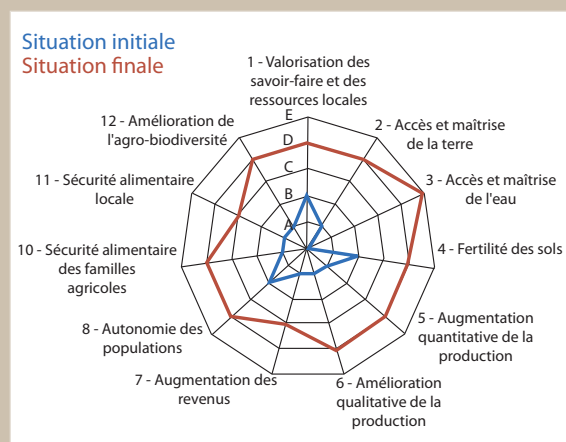 Situation initiale
Situation finale
1 - Valorisation des
savoir-faire et des
ressources locales
2 - Accès et maîtrise
de la terre
3 - Accès et maîtrise
de l'eau
4 - Fertilité des sols
5 - Augmentation
quantitative de la
production
6 - Amélioration
qualitative de la
production
7 - Augmentation des
revenus
8 - Autonomie des
populations
10 - Sécurité alimentaire
des familles
agricoles
11 - Sécurité alimentaire
locale
12 - Amélioration de
l'agro-biodiversité
E
D
C
B
A